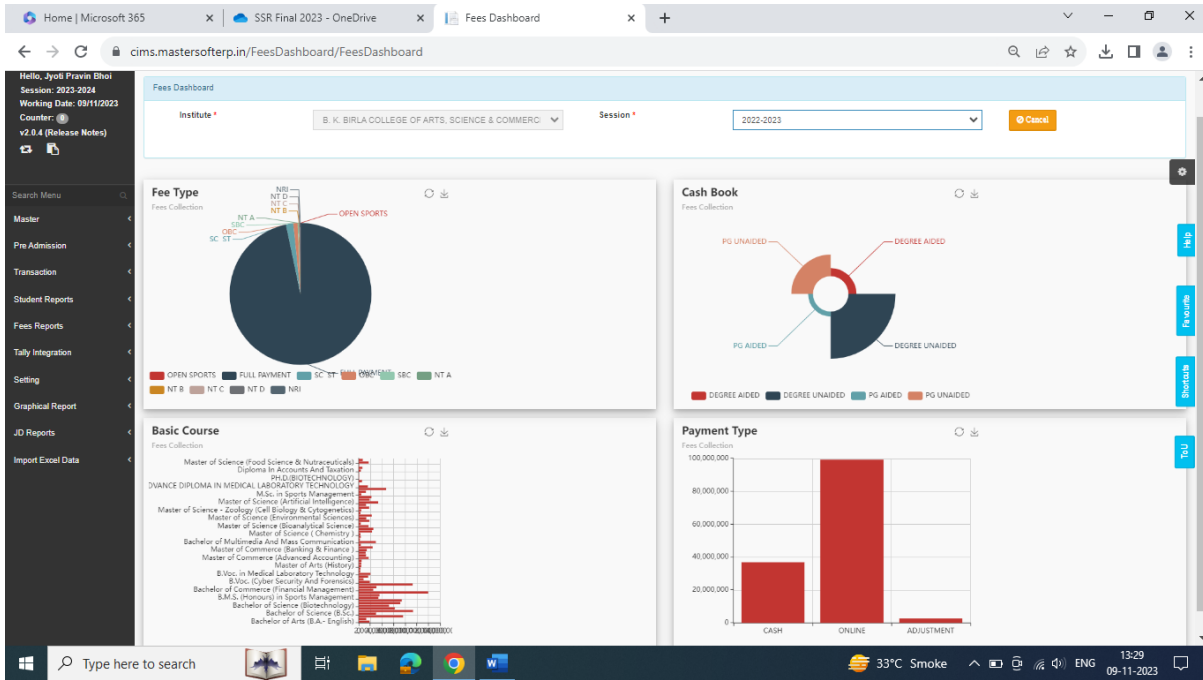 Home | Microsoft 365
SSR Final 2023 - OneDrive
Fees Dashboard
cims.mastersofterp.in/FeesDashboard/FeesDashboard
Hello, Jyoti Pravin Bhoi
Session: 2023-2024
Working Date: 09/11/2023
Counter: 0
v2.0.4 (Release Notes)
Search Menu
Master
Pre Admission
Transaction
Student Reports
Fees Reports
Tally Integration
Setting
Graphical Report
JD Reports
Import Excel Data
Fees Dashboard
Institute *
B. K. BIRLA COLLEGE OF ARTS, SCIENCE & COMMERC
Session *
2022-2023
Cancel
Fee Type
Fees Collection
NRI
NT D
NT C
NT B
NT A
SBC
OBC
SC ST
OPEN SPORTS
FULL PAYMENT
OPEN SPORTS FULL PAYMENT SC ST OBC SBC NT A
NT B NT C NT D NRI
Cash Book
Fees Collection
PG UNAIDED
DEGREE AIDED
PG AIDED
DEGREE UNAIDED
DEGREE AIDED DEGREE UNAIDED PG AIDED PG UNAIDED
Basic Course
Fees Collection
Master of Science (Food Science & Nutraceuticals)
Diploma In Accounts And Taxation
PH.D.(BIOTECHNOLOGY)
DVANCE DIPLOMA IN MEDICAL LABORATORY TECHNOLOGY
M.Sc. in Sports Management
Master of Science (Artificial Intelligence)
Master of Science - Zoology (Cell Biology & Cytogenetics)
Master of Science (Environmental Sciences)
Master of Science (Bioanalytical Science)
Master of Science ( Chemistry )
Bachelor of Multimedia And Mass Communication
Master of Commerce (Banking & Finance )
Master of Commerce (Advanced Accounting)
Master of Arts (History)
B.Voc. in Medical Laboratory Technology
B.Voc. (Cyber Security And Forensics)
Bachelor of Commerce (Financial Management)
B.M.S. (Honours) in Sports Management
Bachelor of Science (Biotechnology)
Bachelor of Science (B.Sc.)
Bachelor of Arts (B.A.- English)
Payment Type
Fees Collection
100,000,000
80,000,000
60,000,000
40,000,000
20,000,000
0
CASH ONLINE ADJUSTMENT
Help
Favourite
Shortcuts
ToU
Type here to search
33°C Smoke
ENG
13:29
09-11-2023